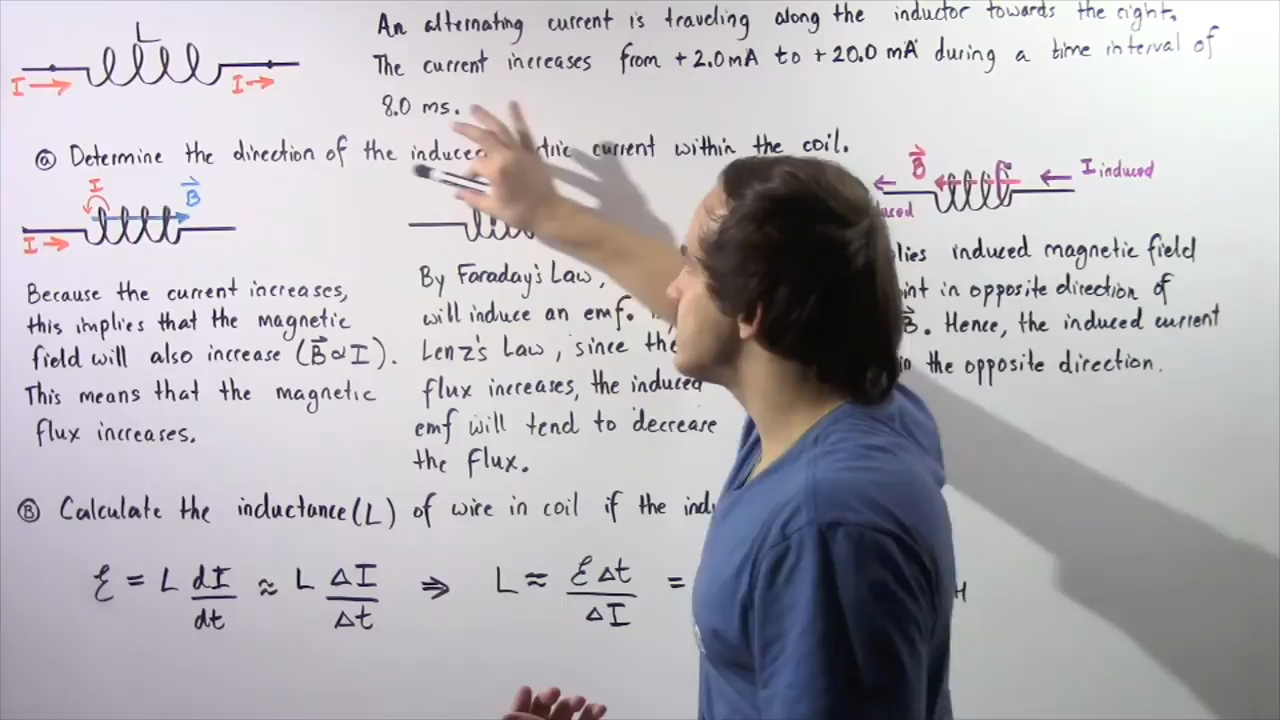 L
I
I
An alternating current is traveling along the inductor towards the right.
The current increases from +2.0mA to +20.0 mA during a time interval of
8.0 ms.
ⓐ Determine the direction of the induced current within the coil.
I
B⃗
I
Because the current increases,
this implies that the magnetic
field will also increase (B⃗ α I).
This means that the magnetic
flux increases.
By Faraday's Law,
will induce an emf.
Lenz's Law, since the
flux increases, the induced
emf will tend to decrease
the flux.
B⃗
I induced
induced magnetic field
in opposite direction of
B. Hence, the induced current
in the opposite direction.
Ⓑ Calculate the inductance (L) of wire in coil if the
ℰ = L dI/dt ≈ L ΔI/Δt ⇒ L ≈ ℰΔt/ΔI =
H